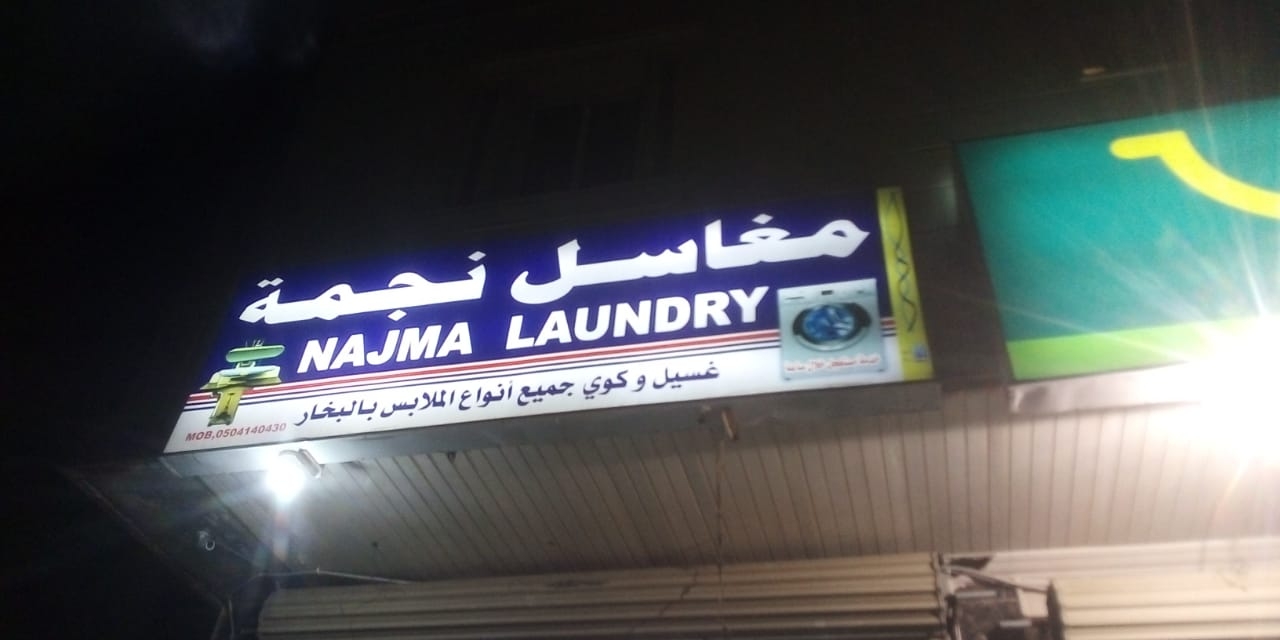 مغاسل نجمة
NAJMA LAUNDRY
غسيل و كوي جميع أنواع الملابس بالبخار
MOB,0504140430